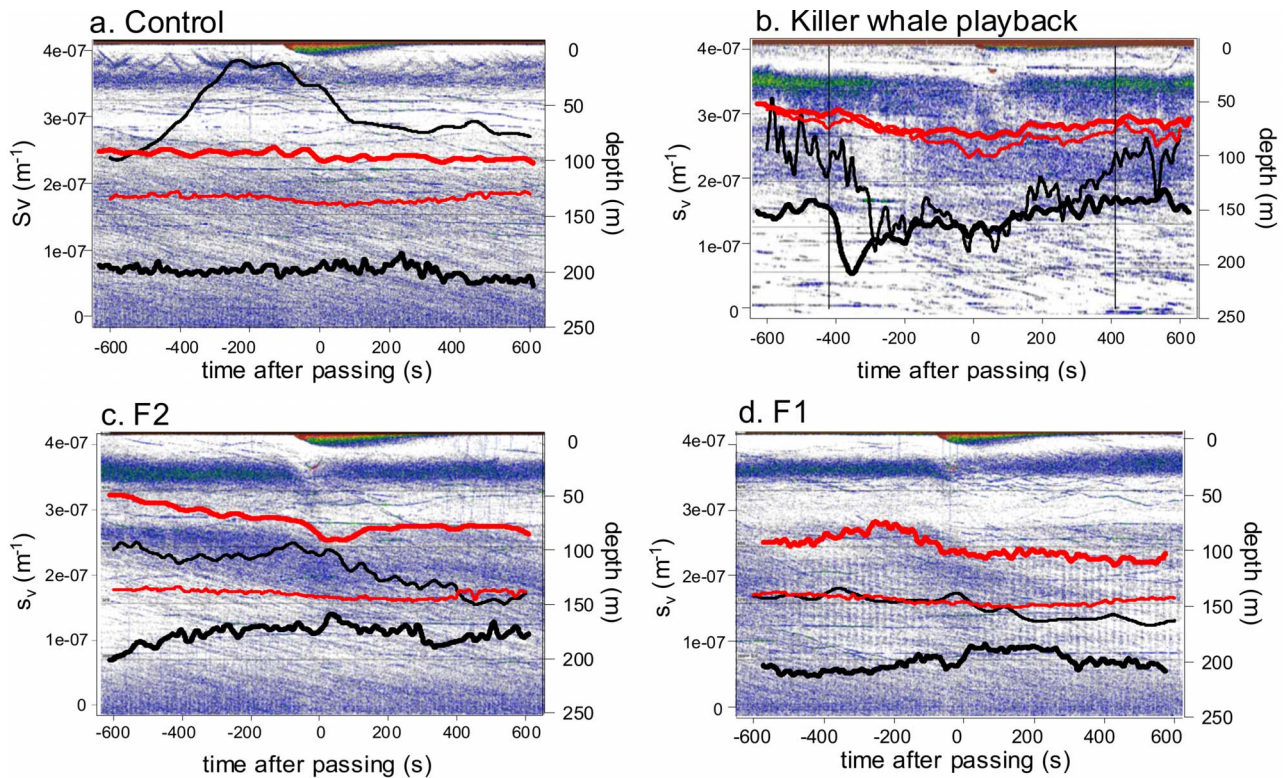 a. Control
4e-07
3e-07
2e-07
1e-07
0
Sv (m-1)
0
50
100
150
200
250
depth (m)
-600 -400 -200 0 200 400 600
time after passing (s)
b. Killer whale playback
4e-07
3e-07
2e-07
1e-07
0
sv (m-1)
0
50
100
150
200
250
depth (m)
-600 -400 -200 0 200 400 600
time after passing (s)
c. F2
4e-07
3e-07
2e-07
1e-07
0
sv (m-1)
0
50
100
150
200
250
depth (m)
-600 -400 -200 0 200 400 600
time after passing (s)
d. F1
4e-07
3e-07
2e-07
1e-07
0
sv (m-1)
0
50
100
150
200
250
depth (m)
-600 -400 -200 0 200 400 600
time after passing (s)